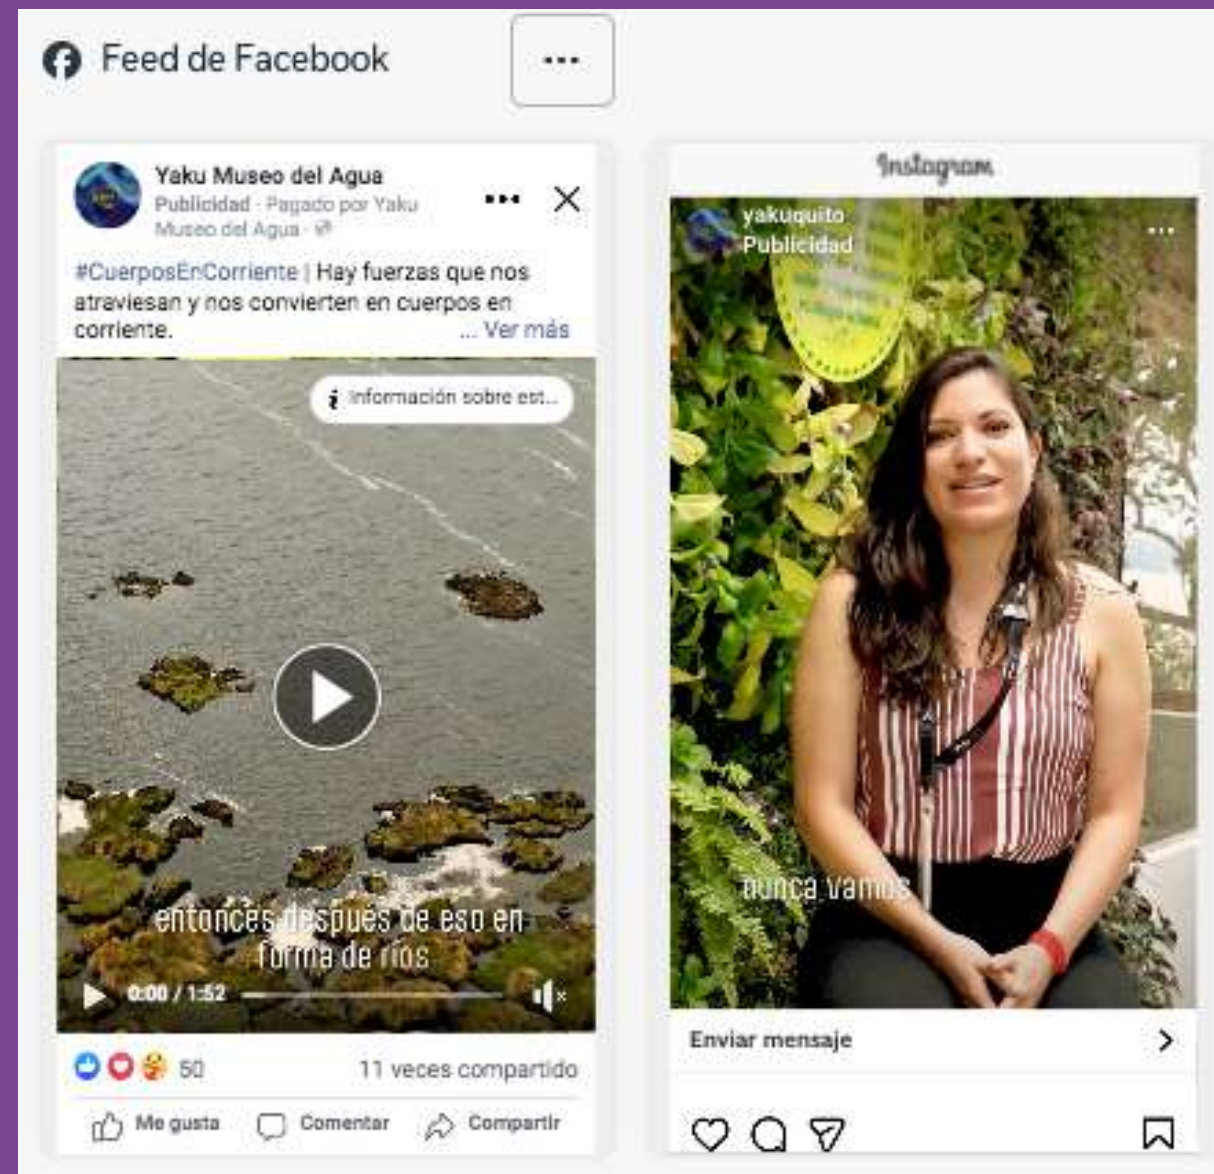 Feed de Facebook
Yaku Museo del Agua
Publicidad · Pagado por Yaku
Museo del Agua ·
#CuerposEnCorriente | Hay fuerzas que nos
atraviesan y nos convierten en cuerpos en
corriente.
... Ver más
Información sobre est...
entonces después de eso en
forma de ríos
0:00 / 1:52
50
11 veces compartido
Me gusta
Comentar
Compartir
Instagram
yakuquito
Publicidad
nunca vamos
Enviar mensaje